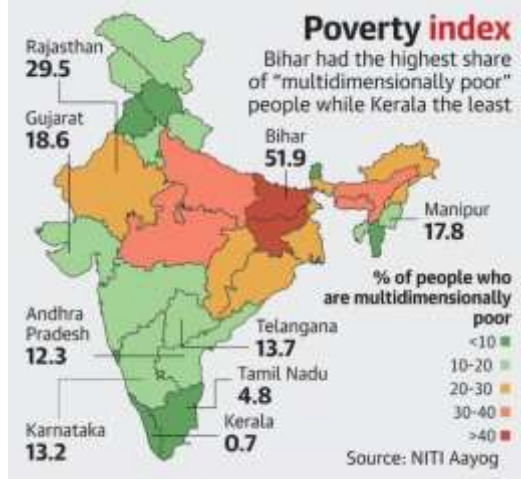 Poverty index
Bihar had the highest share
of "multidimensionally poor"
people while Kerala the least
Rajasthan
29.5
Gujarat
18.6
Bihar
51.9
Manipur
17.8
% of people who
are multidimensionally
poor
<10
10-20
20-30
30-40
>40
Andhra
Pradesh
12.3
Telangana
13.7
Tamil Nadu
4.8
Kerala
0.7
Karnataka
13.2
Source: NITI Aayog